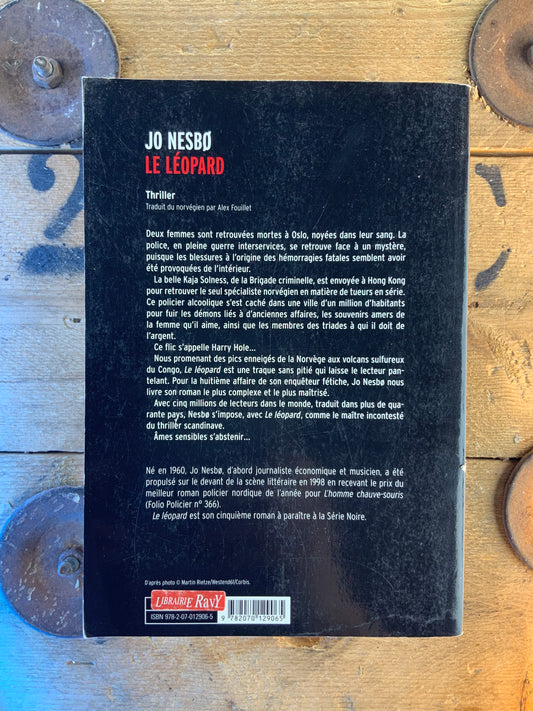 JO NESBØ
LE LÉOPARD
Thriller
Traduit du norvégien par Alex Fouillet
Deux femmes sont retrouvées mortes à Oslo, noyées dans leur sang. La
police, en pleine guerre interservices, se retrouve face à un mystère,
puisque les blessures à l'origine des hémorragies fatales semblent avoir
été provoquées de l'intérieur.
La belle Kaja Solness, de la Brigade criminelle, est envoyée à Hong Kong
pour retrouver le seul spécialiste norvégien en matière de tueurs en série.
Ce policier alcoolique s'est caché dans une ville d'un million d'habitants
pour fuir les démons liés à d'anciennes affaires, les souvenirs amers de
la femme qu'il aime, ainsi que les membres des triades à qui il doit de
l'argent.
Ce flic s'appelle Harry Hole...
Nous promenant des pics enneigés de la Norvège aux volcans sulfureux
du Congo, Le léopard est une traque sans pitié qui laisse le lecteur pan-
telant. Pour la huitième affaire de son enquêteur fétiche, Jo Nesbø nous
livre son roman le plus complexe et le plus maîtrisé.
Avec cinq millions de lecteurs dans le monde, traduit dans plus de qua-
rante pays, Nesbø s'impose, avec Le léopard, comme le maître incontesté
du thriller scandinave.
Âmes sensibles s'abstenir...
Né en 1960, Jo Nesbø, d'abord journaliste économique et musicien, a été
propulsé sur le devant de la scène littéraire en 1998 en recevant le prix du
meilleur roman policier nordique de l'année pour L'homme chauve-souris
(Folio Policier n° 366).
Le léopard est son cinquième roman à paraître à la Série Noire.
D'après photo © Martin Rietze/Westend61/Corbis.
LIBRAIRIE RAVY
ISBN 978-2-07-012906-5
9 782070 129065